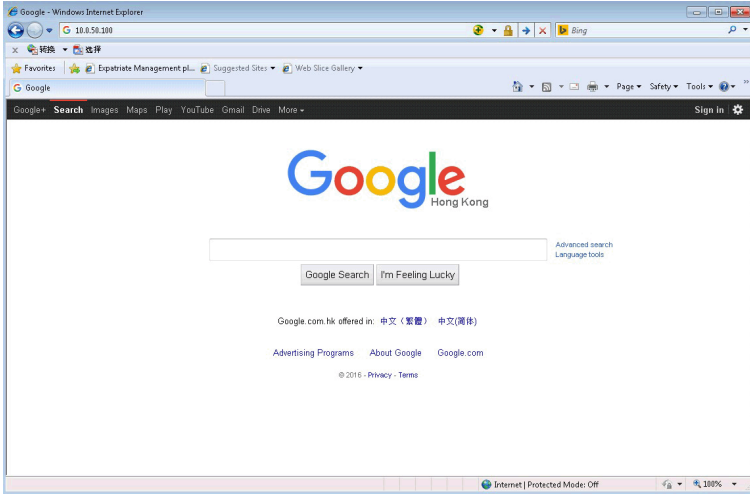 Google - Windows Internet Explorer
10.0.50.100
Bing
x 转换 选择
Favorites Expatriate Management pl... Suggested Sites Web Slice Gallery
Google
Page Safety Tools
Google+ Search Images Maps Play YouTube Gmail Drive More Sign in
Google
Hong Kong
Advanced search
Language tools
Google Search I'm Feeling Lucky
Google.com.hk offered in: 中文（繁體） 中文(简体)
Advertising Programs About Google Google.com
© 2016 - Privacy - Terms
Internet | Protected Mode: Off 100%